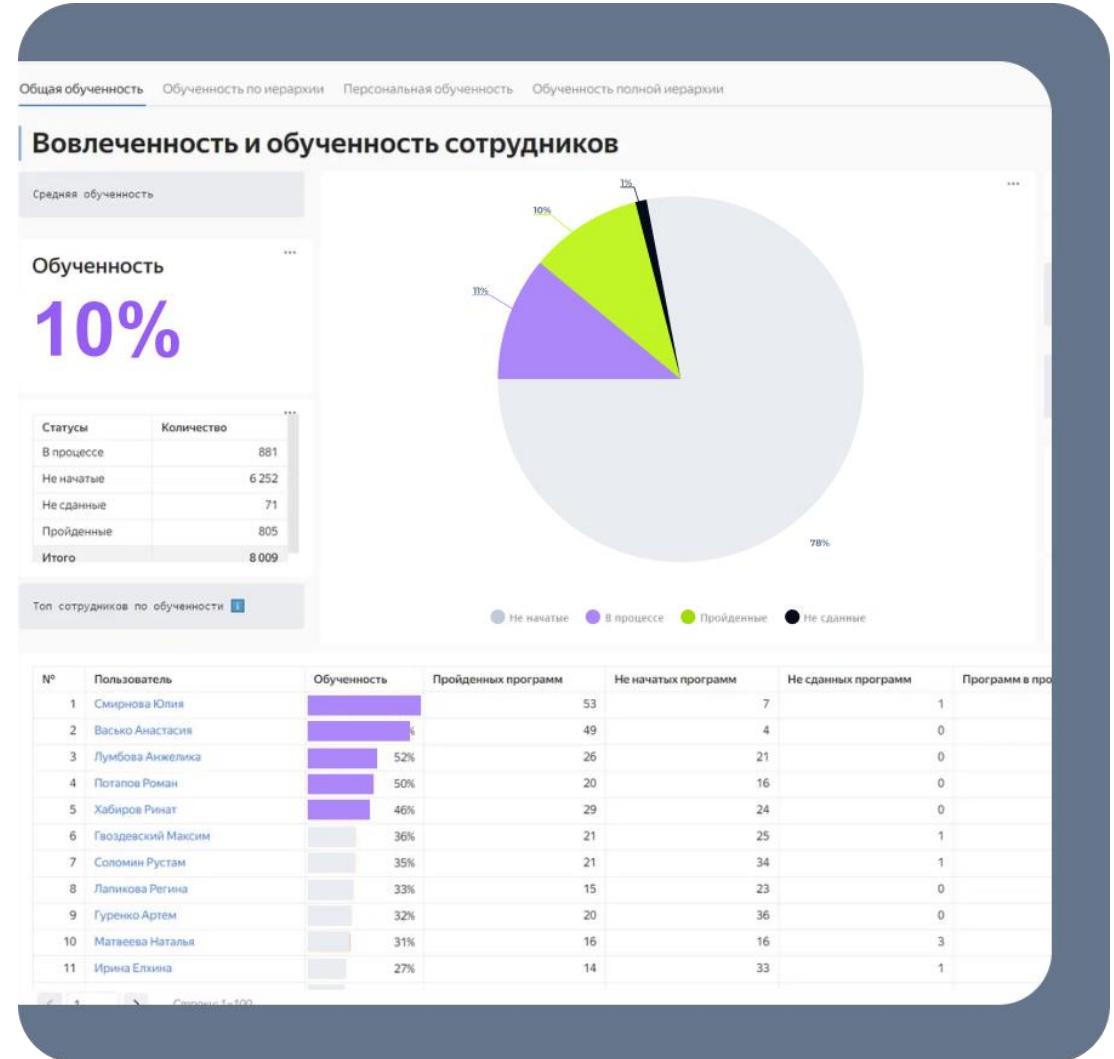 Общая обученность Обученность по иерархии Персональная обученность Обученность полной иерархии
Вовлеченность и обученность сотрудников
Средняя обученность
Обученность
10%
Статусы Количество
В процессе 881
Не начатые 6 252
Не сданные 71
Пройденные 805
Итого 8 009
Топ сотрудников по обученности
1%
10%
11%
78%
Не начатые В процессе Пройденные Не сданные
№ Пользователь Обученность Пройденных программ Не начатых программ Не сданных программ Программ в про
1 Смирнова Юлия 53 7 1
2 Васько Анастасия 49 4 0
3 Лумбова Анжелика 52% 26 21 0
4 Потапов Роман 50% 20 16 0
5 Хабиров Ринат 46% 29 24 0
6 Гвоздевский Максим 36% 21 25 1
7 Соломин Рустам 35% 21 34 1
8 Лапикова Регина 33% 15 23 0
9 Гуренко Артем 32% 20 36 0
10 Матвеева Наталья 31% 16 16 3
11 Ирина Елхина 27% 14 33 1